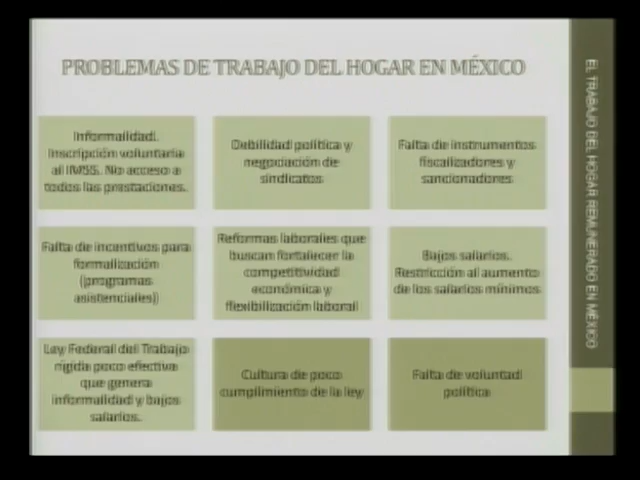 PROBLEMAS DE TRABAJO DEL HOGAR EN MÉXICO
Informalidad.
Inscripción voluntaria
al IMSS. No acceso a
todos las prestaciones.
Debilidad política y
negociación de
sindicatos
Falta de instrumentos
fiscalizadores y
sancionadores
Falta de incentivos para
formalización
(programas
asistenciales)
Reformas laborales que
buscan fortalecer la
competitividad
económica y
flexibilización laboral
Bajos salarios.
Restricción al aumento
de los salarios mínimos
Ley Federal del Trabajo
rígida poco efectiva
que genera
informalidad y bajos
salarios.
Cultura de poco
cumplimiento de la ley
Falta de voluntad
política
EL TRABAJO DEL HOGAR REMUNERADO EN MÉXICO